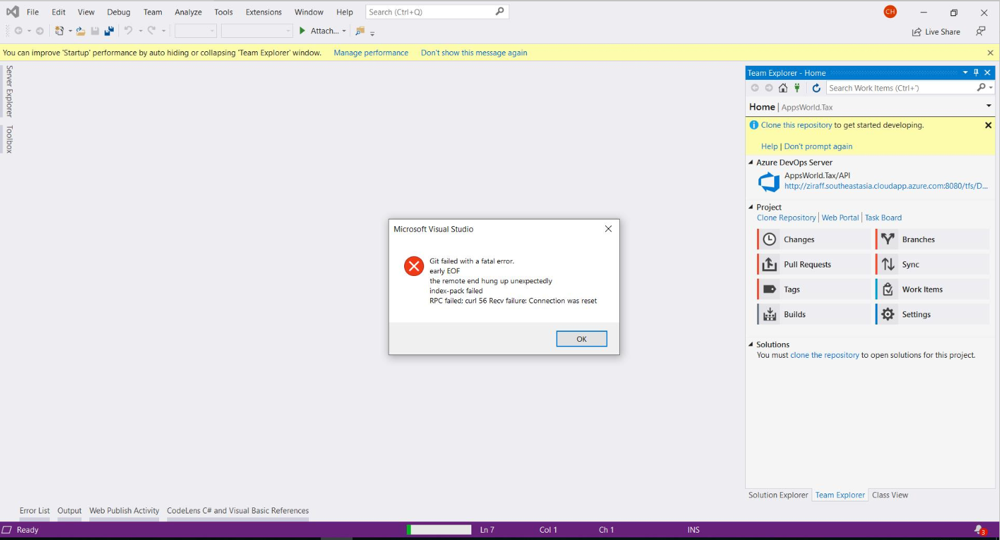 File Edit View Debug Team Analyze Tools Extensions Window Help Search (Ctrl+Q) CH
Attach... Live Share
You can improve 'Startup' performance by auto hiding or collapsing 'Team Explorer' window. Manage performance Don't show this message again
Server Explorer
Toolbox
Team Explorer - Home
Search Work Items (Ctrl+')
Home | AppsWorld.Tax
Clone this repository to get started developing.
Help | Don't prompt again
Azure DevOps Server
AppsWorld.Tax/API
http://ziraff.southeastasia.cloudapp.azure.com:8080/tfs/D...
Project
Clone Repository | Web Portal | Task Board
Changes Branches
Pull Requests Sync
Tags Work Items
Builds Settings
Solutions
You must clone the repository to open solutions for this project.
Microsoft Visual Studio
Git failed with a fatal error.
early EOF
the remote end hung up unexpectedly
index-pack failed
RPC failed; curl 56 Recv failure: Connection was reset
OK
Solution Explorer Team Explorer Class View
Error List Output Web Publish Activity CodeLens C# and Visual Basic References
Ready Ln 7 Col 1 Ch 1 INS 3